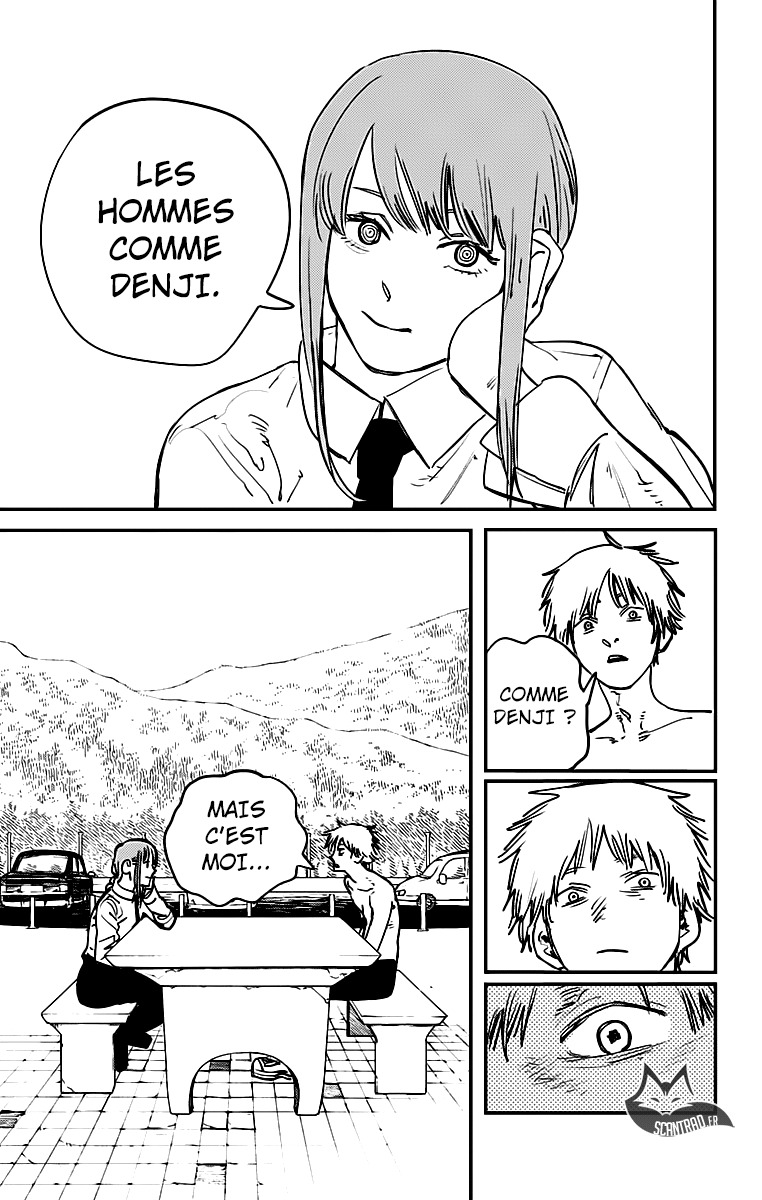 LES
HOMMES
COMME
DENJI.
COMME
DENJI ?
MAIS
C'EST
MOI...
SCANTRAD.FR